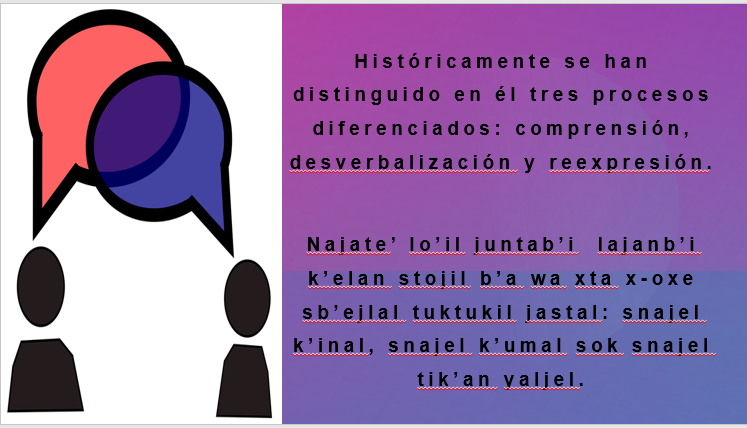 Históricamente se han
distinguido en él tres procesos
diferenciados: comprensión,
desverbalización y reexpresión.
Najate’ lo’il juntab’i lajanb’i
k’elan stojil b’a wa xta x-oxe
sb’ejlal tuktukil jastal: snajel
k’inal, snajel k’umal sok snajel
tik’an yaljel.